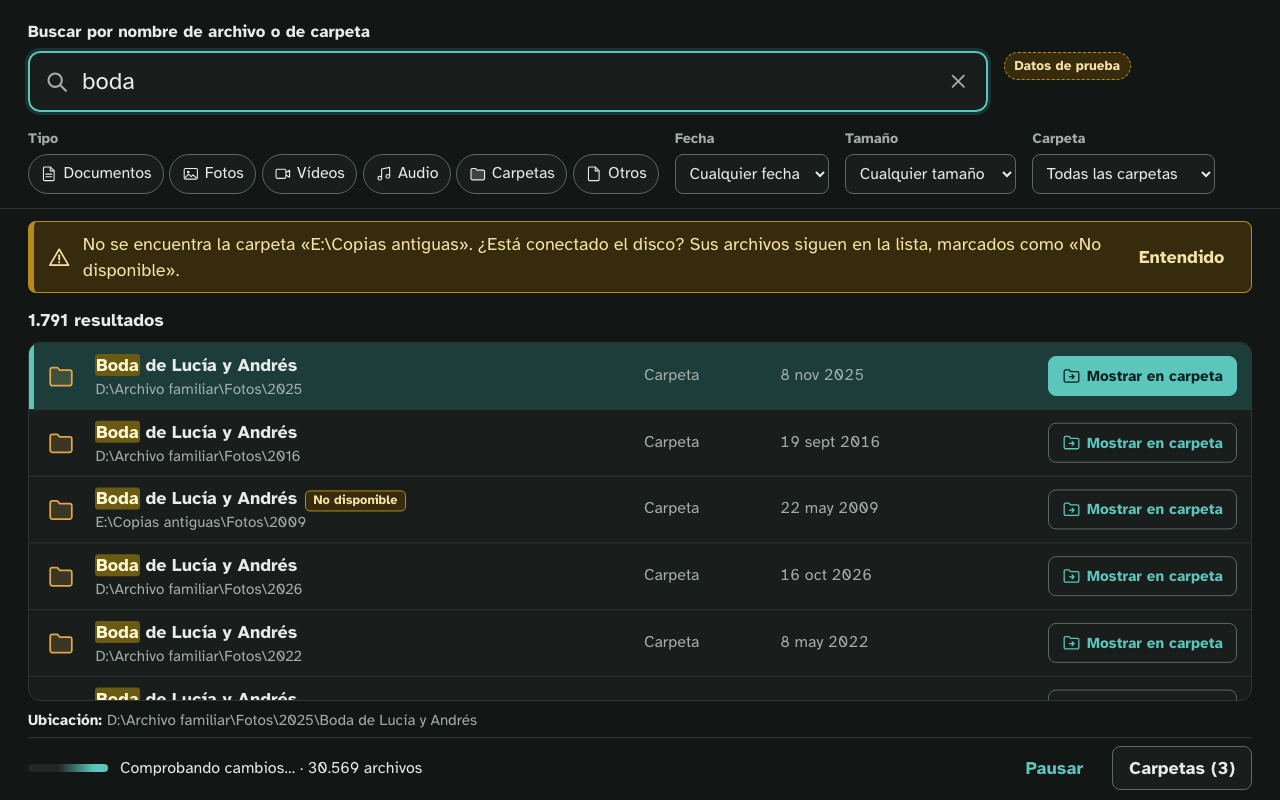 Buscar por nombre de archivo o de carpeta
boda
Datos de prueba
Tipo
Documentos
Fotos
Vídeos
Audio
Carpetas
Otros
Fecha
Cualquier fecha
Tamaño
Cualquier tamaño
Carpeta
Todas las carpetas
No se encuentra la carpeta «E:\Copias antiguas». ¿Está conectado el disco? Sus archivos siguen en la lista, marcados como «No
disponible».
Entendido
1.791 resultados
Boda de Lucía y Andrés
D:\Archivo familiar\Fotos\2025
Carpeta
8 nov 2025
Mostrar en carpeta
Boda de Lucía y Andrés
D:\Archivo familiar\Fotos\2016
Carpeta
19 sept 2016
Mostrar en carpeta
Boda de Lucía y Andrés
No disponible
E:\Copias antiguas\Fotos\2009
Carpeta
22 may 2009
Mostrar en carpeta
Boda de Lucía y Andrés
D:\Archivo familiar\Fotos\2026
Carpeta
16 oct 2026
Mostrar en carpeta
Boda de Lucía y Andrés
D:\Archivo familiar\Fotos\2022
Carpeta
8 may 2022
Mostrar en carpeta
Boda de Lucía y Andrés
Ubicación: D:\Archivo familiar\Fotos\2025\Boda de Lucía y Andrés
Comprobando cambios… · 30.569 archivos
Pausar
Carpetas (3)